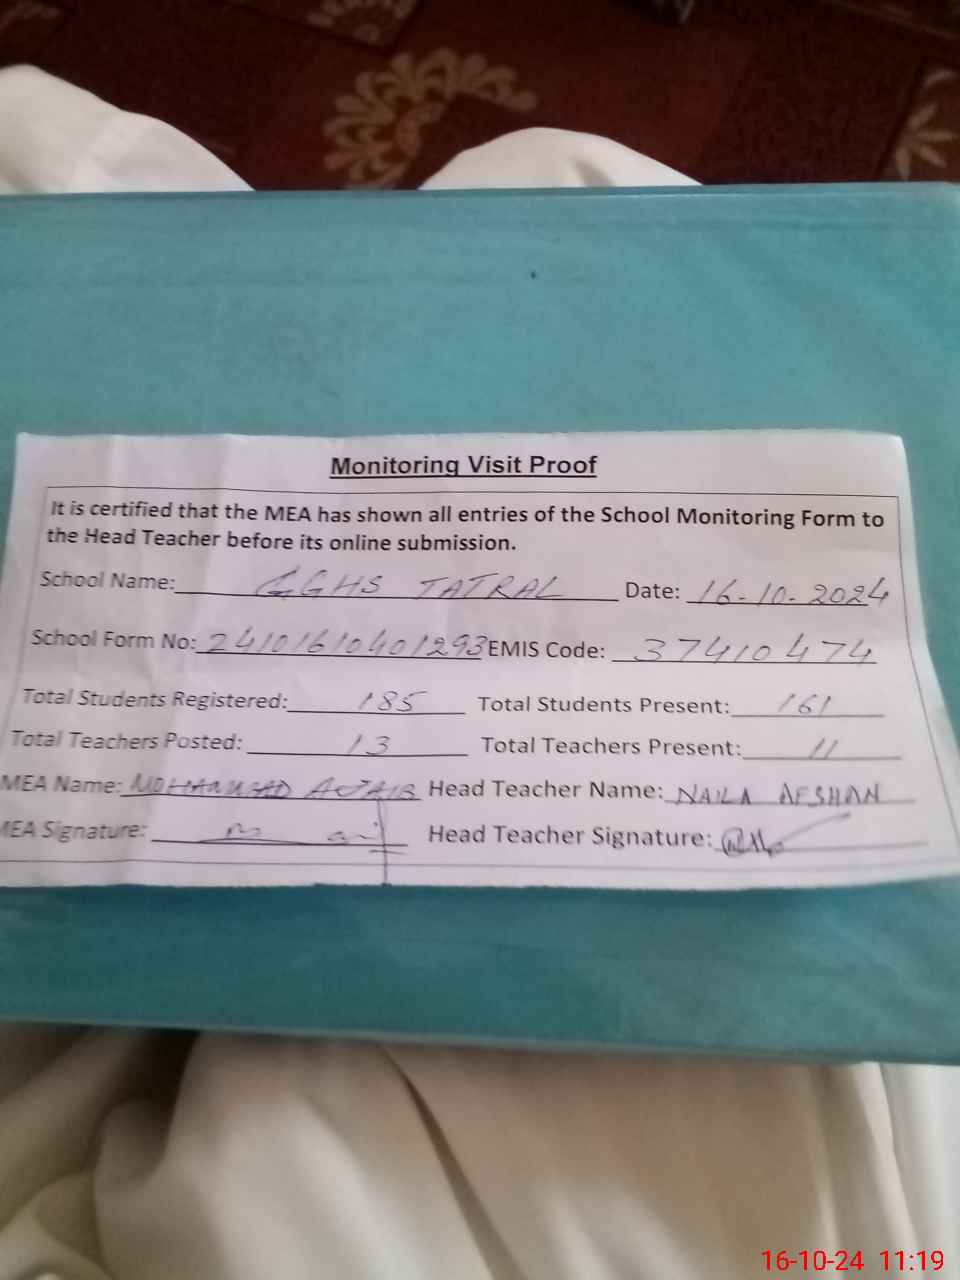 Monitoring Visit Proof
It is certified that the MEA has shown all entries of the School Monitoring Form to
the Head Teacher before its online submission.
School Name: GGHS TATRAL Date: 16-10-2024
School Form No: 24101610401293 EMIS Code: 37410474
Total Students Registered: 185 Total Students Present: 161
Total Teachers Posted: 13 Total Teachers Present: 11
MEA Name: MOHAMMAD AJAIB Head Teacher Name: NAILA AFSHAN
MEA Signature: Head Teacher Signature:
16-10-24 11:19